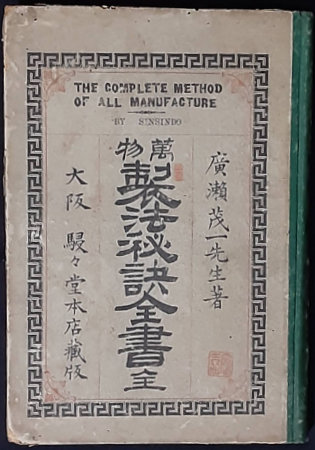 THE COMPLETE METHOD
OF ALL MANUFACTURE
BY SINSINDO
廣瀬茂一先生著
萬物
製法秘訣全書全
大阪 駸々堂本店藏版